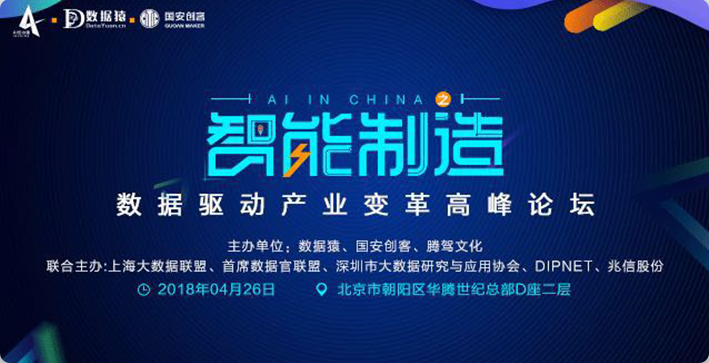 数据猿
DataYuan.cn
国安创客
GUOAN MAKER
AI IN CHINA 之
智能制造
数据驱动产业变革高峰论坛
主办单位：数据猿、国安创客、腾驾文化
联合主办:上海大数据联盟、首席数据官联盟、深圳市大数据研究与应用协会、DIPNET、兆信股份
2018年04月26日 北京市朝阳区华腾世纪总部D座二层